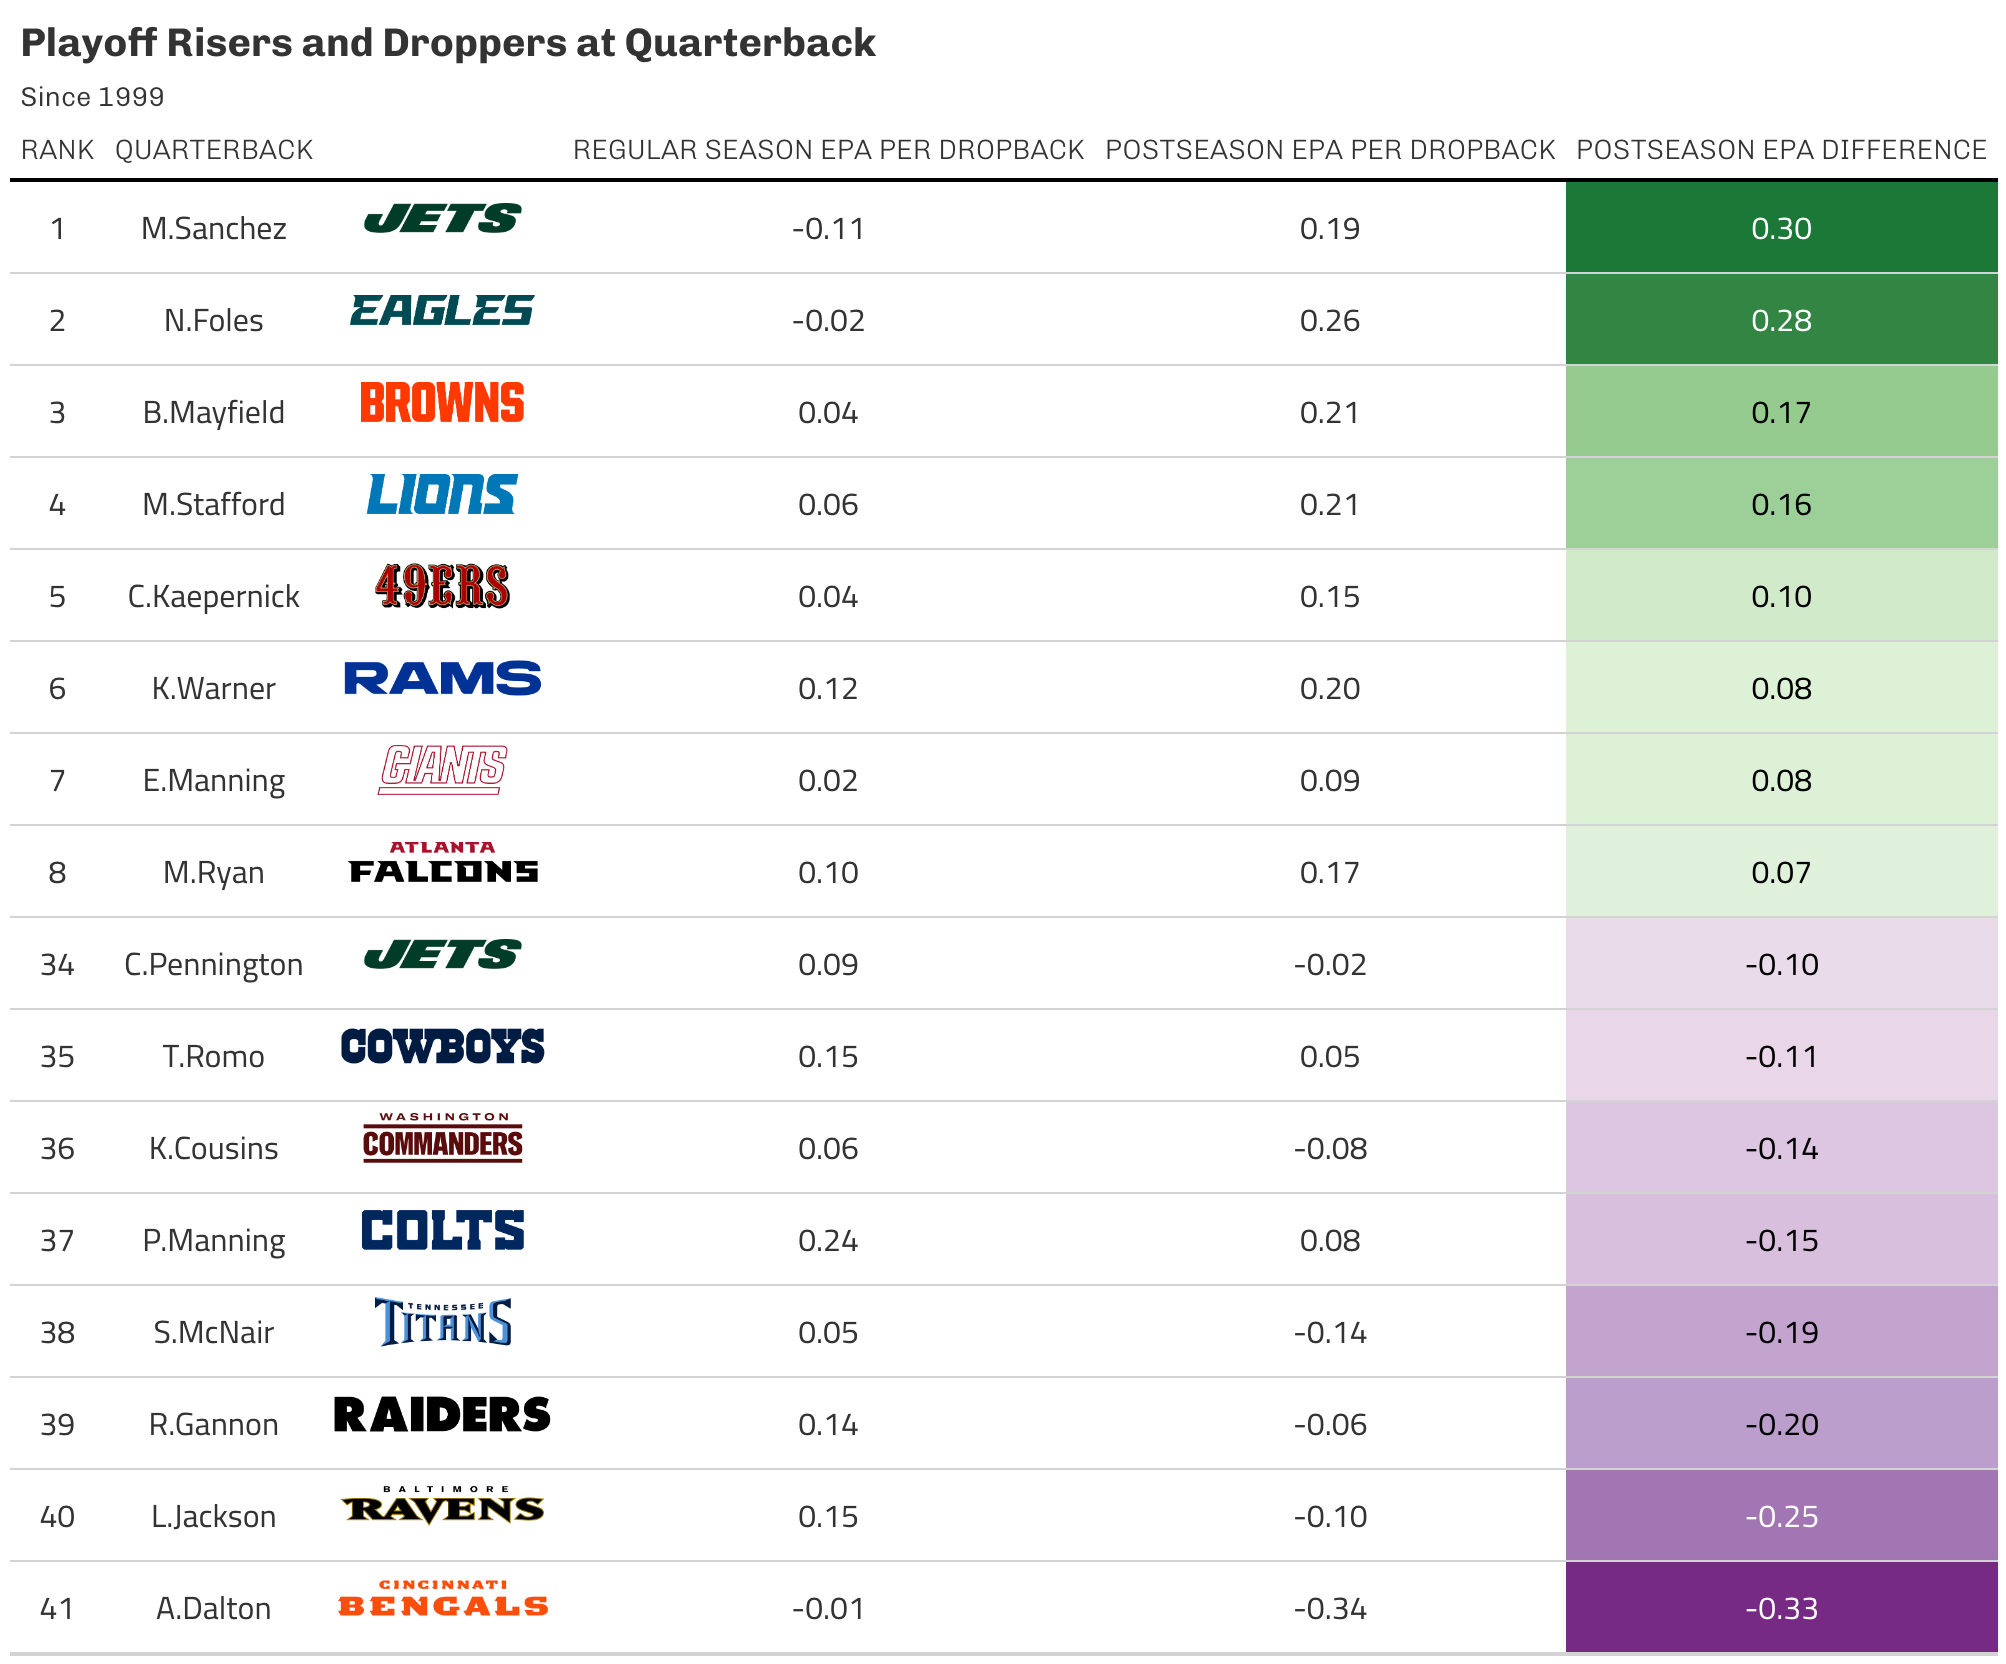 Playoff Risers and Droppers at Quarterback
Since 1999
RANK QUARTERBACK REGULAR SEASON EPA PER DROPBACK POSTSEASON EPA PER DROPBACK POSTSEASON EPA DIFFERENCE
1 M.Sanchez JETS -0.11 0.19 0.30
2 N.Foles EAGLES -0.02 0.26 0.28
3 B.Mayfield BROWNS 0.04 0.21 0.17
4 M.Stafford LIONS 0.06 0.21 0.16
5 C.Kaepernick 49ERS 0.04 0.15 0.10
6 K.Warner RAMS 0.12 0.20 0.08
7 E.Manning GIANTS 0.02 0.09 0.08
8 M.Ryan ATLANTA FALCONS 0.10 0.17 0.07
34 C.Pennington JETS 0.09 -0.02 -0.10
35 T.Romo COWBOYS 0.15 0.05 -0.11
36 K.Cousins WASHINGTON COMMANDERS 0.06 -0.08 -0.14
37 P.Manning COLTS 0.24 0.08 -0.15
38 S.McNair TENNESSEE TITANS 0.05 -0.14 -0.19
39 R.Gannon RAIDERS 0.14 -0.06 -0.20
40 L.Jackson BALTIMORE RAVENS 0.15 -0.10 -0.25
41 A.Dalton CINCINNATI BENGALS -0.01 -0.34 -0.33